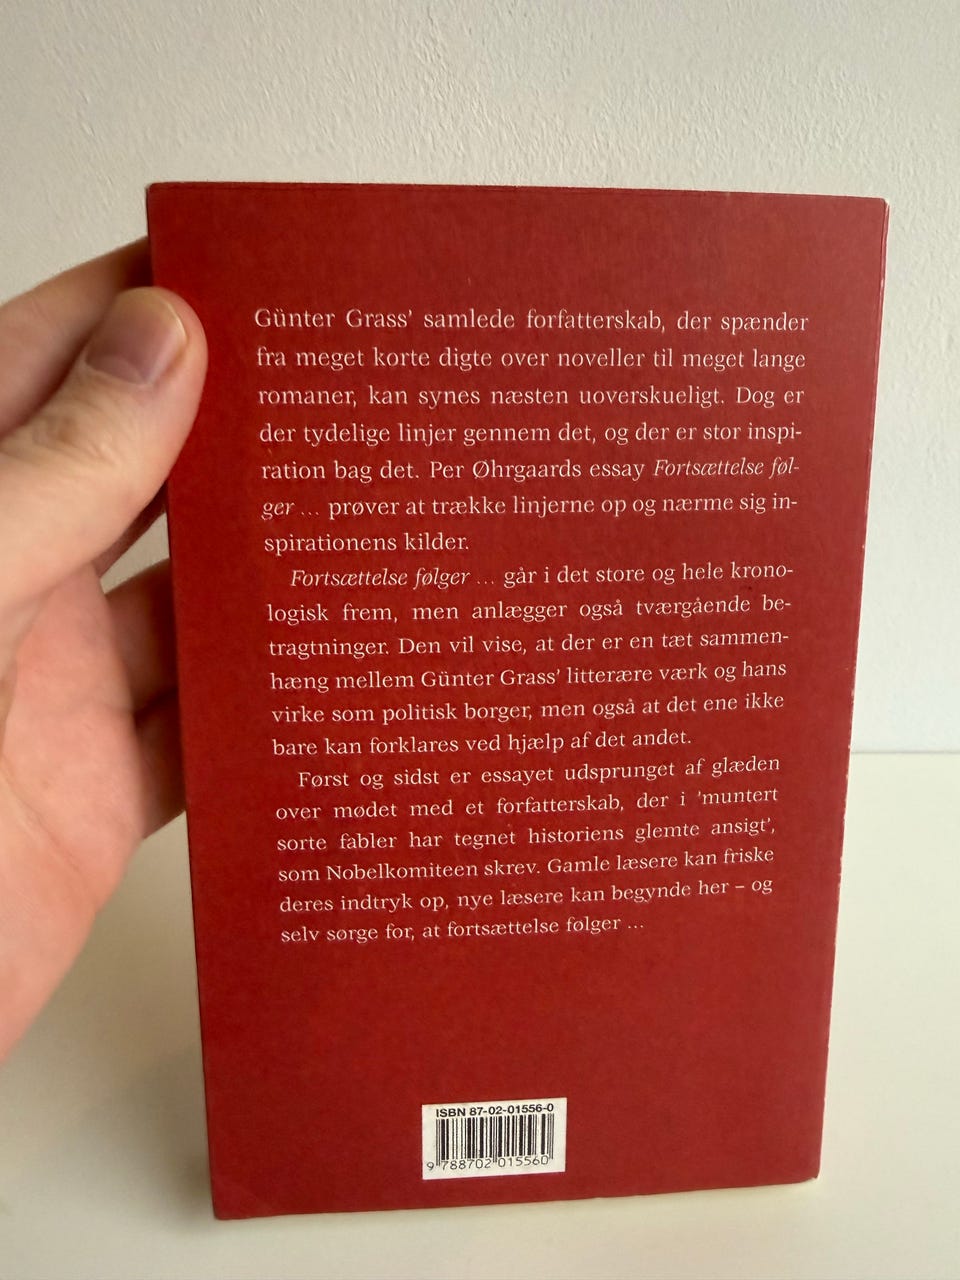 Günter Grass’ samlede forfatterskab, der spænder
fra meget korte digte over noveller til meget lange
romaner, kan synes næsten uoverskueligt. Dog er
der tydelige linjer gennem det, og der er stor inspi-
ration bag det. Per Øhrgaards essay Fortsættelse føl-
ger ... prøver at trække linjerne op og nærme sig in-
spirationens kilder.
Fortsættelse følger ... går i det store og hele krono-
logisk frem, men anlægger også tværgående be-
tragtninger. Den vil vise, at der er en tæt sammen-
hæng mellem Günter Grass’ litterære værk og hans
virke som politisk borger, men også at det ene ikke
bare kan forklares ved hjælp af det andet.
Først og sidst er essayet udsprunget af glæden
over mødet med et forfatterskab, der i ’muntert
sorte fabler har tegnet historiens glemte ansigt’,
som Nobelkomiteen skrev. Gamle læsere kan friske
deres indtryk op, nye læsere kan begynde her – og
selv sørge for, at fortsættelse følger ...
ISBN 87-02-01556-0
9 788702 015560